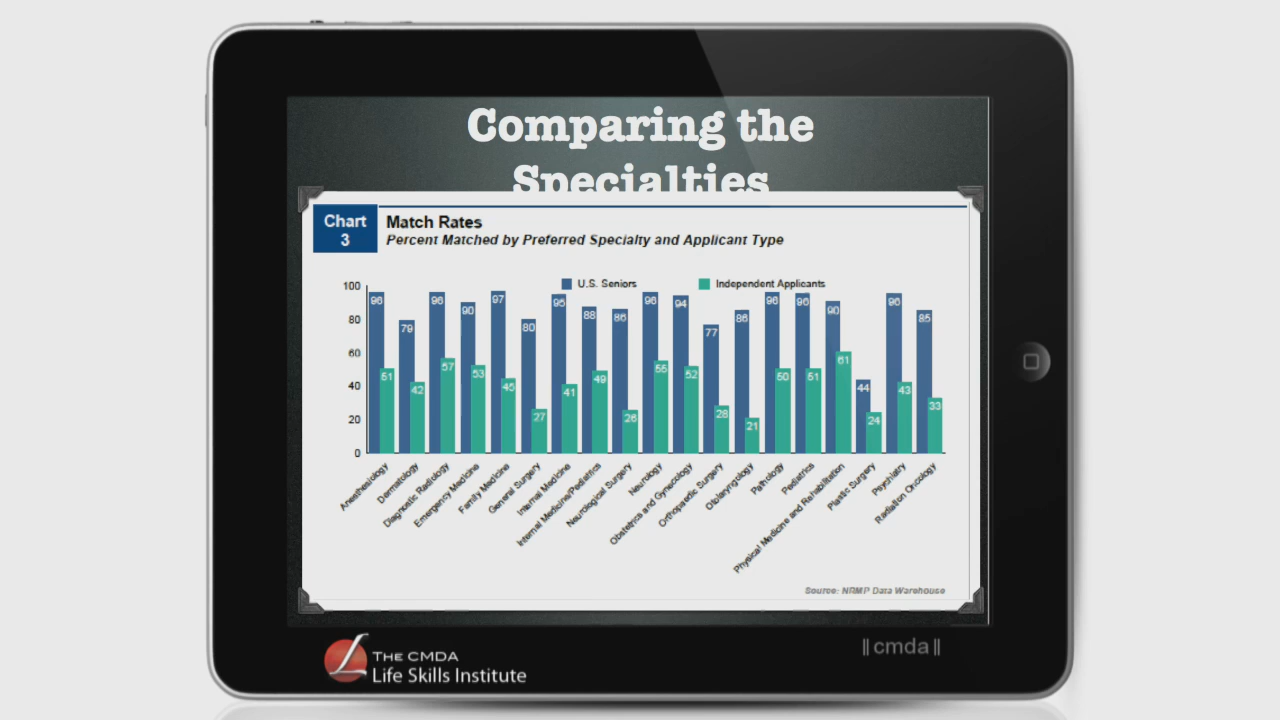 Comparing the
Specialties
Chart
3
Match Rates
Percent Matched by Preferred Specialty and Applicant Type
U.S. Seniors
Independent Applicants
100
80
60
40
20
0
96 51
79 42
96 57
90 53
97 45
80 27
95 41
88 49
86 26
96 55
94 52
77 28
86 21
96 50
96 51
90 61
44 24
96 43
85 33
Anesthesiology
Dermatology
Diagnostic Radiology
Emergency Medicine
Family Medicine
General Surgery
Internal Medicine
Internal Medicine/Pediatrics
Neurological Surgery
Neurology
Obstetrics and Gynecology
Orthopaedic Surgery
Otolaryngology
Pathology
Pediatrics
Physical Medicine and Rehabilitation
Plastic Surgery
Psychiatry
Radiation Oncology
Source: NRMP Data Warehouse
THE CMDA
Life Skills Institute
||cmda||